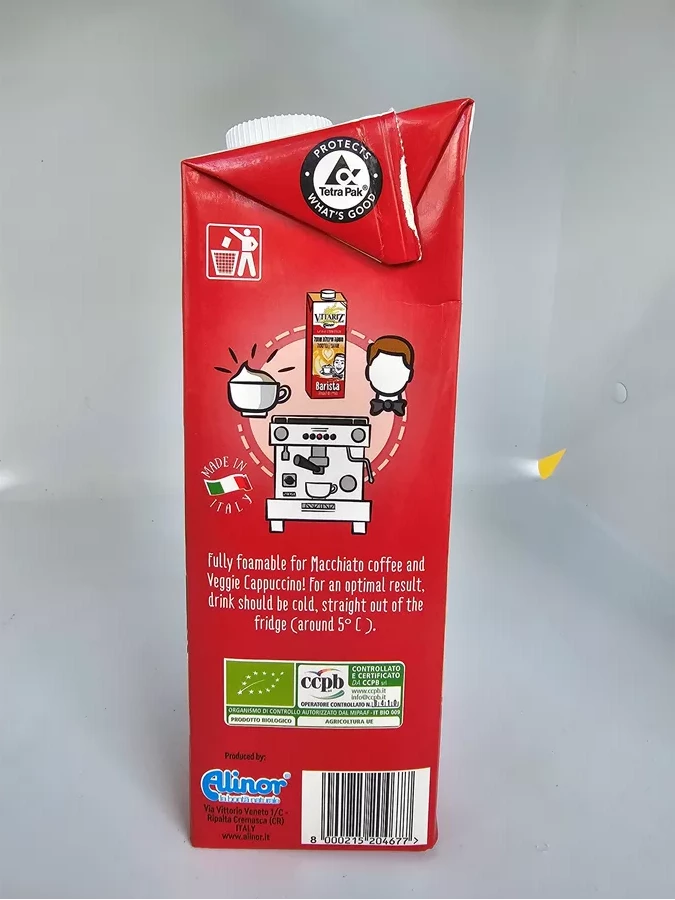 PROTECTS
Tetra Pak®
WHAT'S GOOD
VITARIZ
Barista
MADE IN
ITALY
Fully foamable for Macchiato coffee and
Veggie Cappuccino! For an optimal result,
drink should be cold, straight out of the
fridge (around 5° C ).
ccpb
CONTROLLATO
E CERTIFICATO
DA CCPB srl
www.ccpb.it
info@ccpb.it
OPERATORE CONTROLLATO N.
ORGANISMO DI CONTROLLO AUTORIZZATO DAL MIPAAF - IT BIO 009
PRODOTTO BIOLOGICO
AGRICOLTURA UE
Produced by:
Alinor®
la bontà naturale
Via Vittorio Veneto 1/C -
Ripalta Cremasca (CR)
ITALY
www.alinor.it
8 000215 204677 >